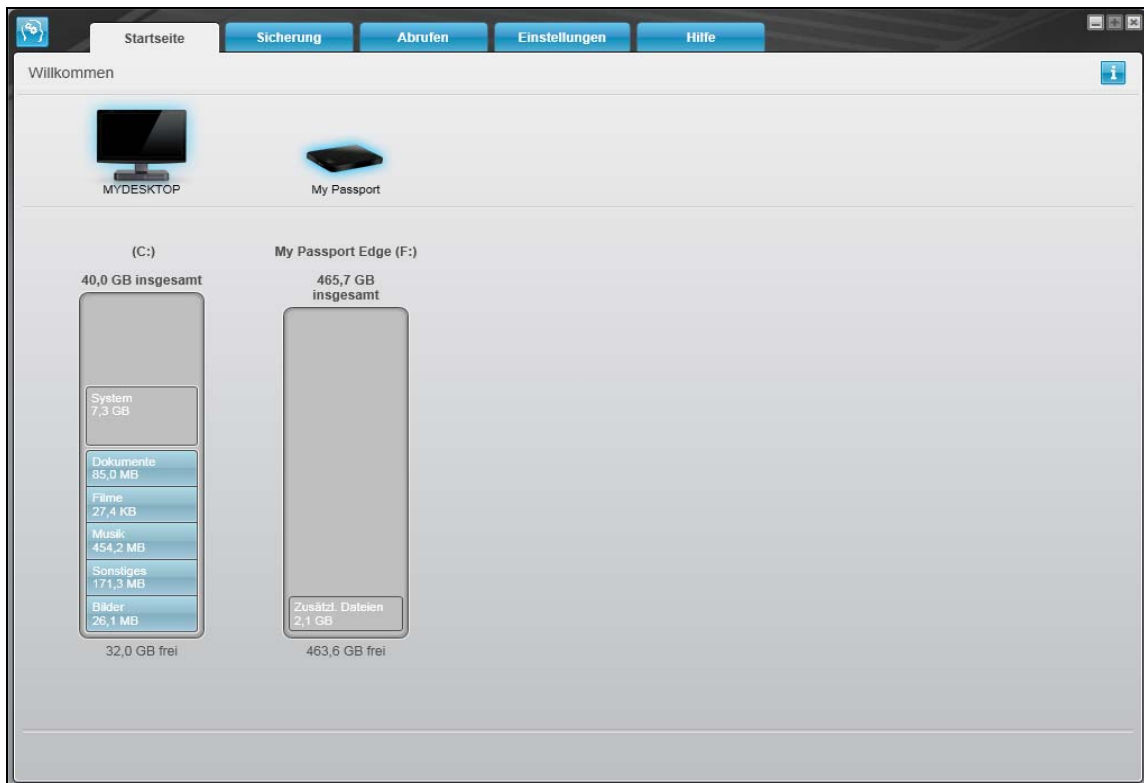 Startseite
Sicherung
Abrufen
Einstellungen
Hilfe
Willkommen
MYDESKTOP
My Passport
(C:)
40,0 GB insgesamt
System
7,3 GB
Dokumente
85,0 MB
Filme
27,4 KB
Musik
454,2 MB
Sonstiges
171,3 MB
Bilder
26,1 MB
32,0 GB frei
My Passport Edge (F:)
465,7 GB
insgesamt
Zusätzl. Dateien
2,1 GB
463,6 GB frei